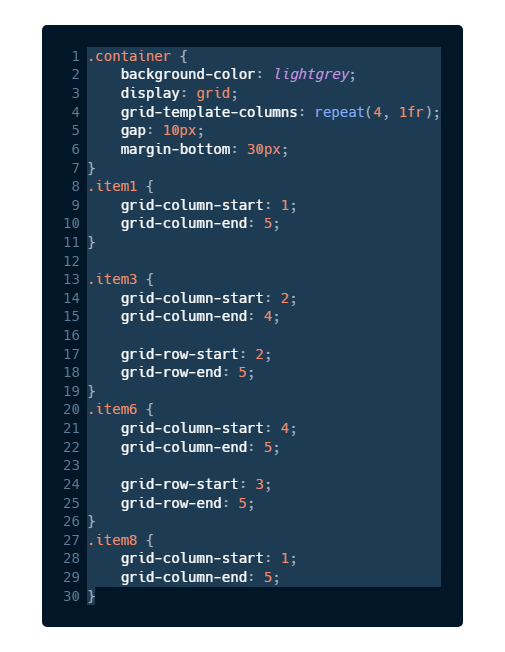 1 .container {
2     background-color: lightgrey;
3     display: grid;
4     grid-template-columns: repeat(4, 1fr);
5     gap: 10px;
6     margin-bottom: 30px;
7 }
8 .item1 {
9     grid-column-start: 1;
10     grid-column-end: 5;
11 }
12
13 .item3 {
14     grid-column-start: 2;
15     grid-column-end: 4;
16
17     grid-row-start: 2;
18     grid-row-end: 5;
19 }
20 .item6 {
21     grid-column-start: 4;
22     grid-column-end: 5;
23
24     grid-row-start: 3;
25     grid-row-end: 5;
26 }
27 .item8 {
28     grid-column-start: 1;
29     grid-column-end: 5;
30 }